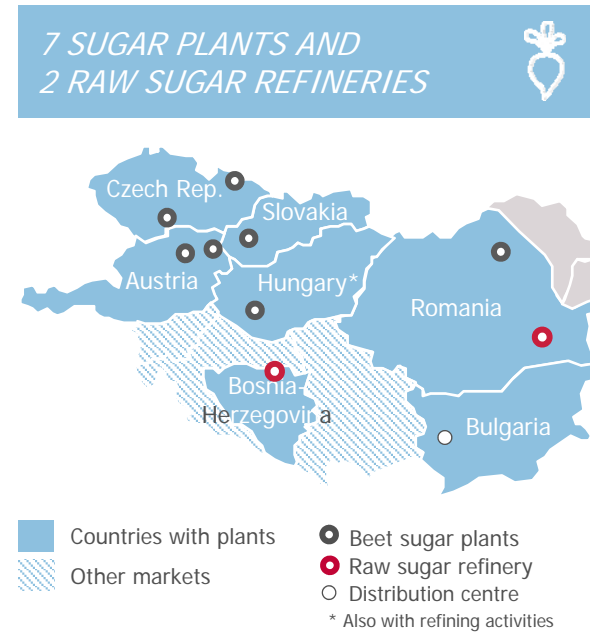 7 SUGAR PLANTS AND
2 RAW SUGAR REFINERIES
Czech Rep.
Slovakia
Austria
Hungary*
Romania
Bosnia-
Herzegovina
Bulgaria
Countries with plants
Other markets
Beet sugar plants
Raw sugar refinery
Distribution centre
* Also with refining activities